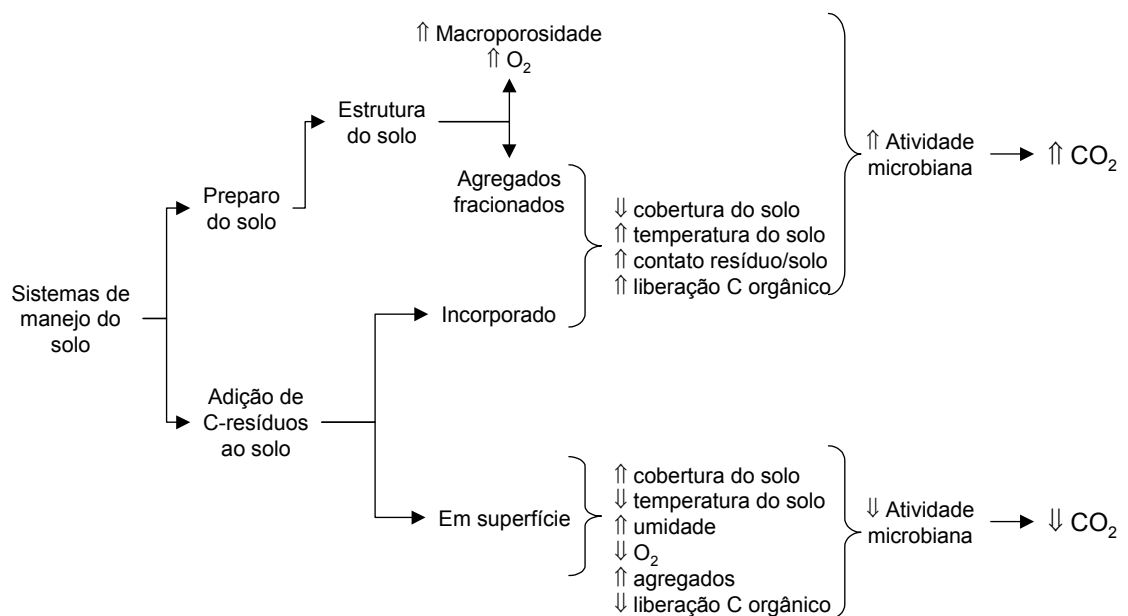 ⇑ Macroporosidade
⇑ O₂
Estrutura
do solo
⇑ Atividade
microbiana
⇑ CO₂
Agregados
fracionados
Preparo
do solo
⇓ cobertura do solo
⇑ temperatura do solo
⇑ contato resíduo/solo
⇑ liberação C orgânico
Incorporado
Sistemas de
manejo do
solo
Adição de
C-resíduos
ao solo
Em superfície
⇑ cobertura do solo
⇓ temperatura do solo
⇑ umidade
⇓ O₂
⇑ agregados
⇓ liberação C orgânico
⇓ Atividade
microbiana
⇓ CO₂